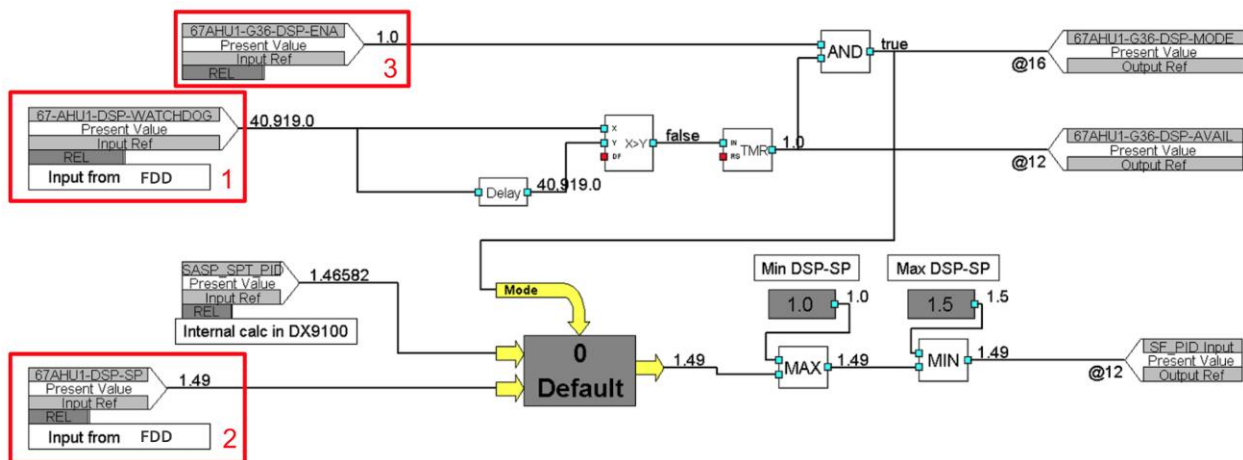 67AHU1-G36-DSP-ENA
Present Value
Input Ref
REL
3
1.0
AND
true
67AHU1-G36-DSP-MODE
Present Value
Output Ref
@16
67-AHU1-DSP-WATCHDOG
Present Value
Input Ref
REL
Input from FDD
1
40,919.0
X
Y
DF
X>Y
false
IN
RS
TMR
1.0
67AHU1-G36-DSP-AVAIL
Present Value
Output Ref
@12
Delay
40,919.0
SASP_SPT_PID
Present Value
Input Ref
REL
Internal calc in DX9100
1.46582
Mode
0
Default
1.49
Min DSP-SP
1.0
1.0
MAX
1.49
Max DSP-SP
1.5
1.5
MIN
1.49
SF_PID Input
Present Value
Output Ref
@12
67AHU1-DSP-SP
Present Value
Input Ref
REL
Input from FDD
2
1.49